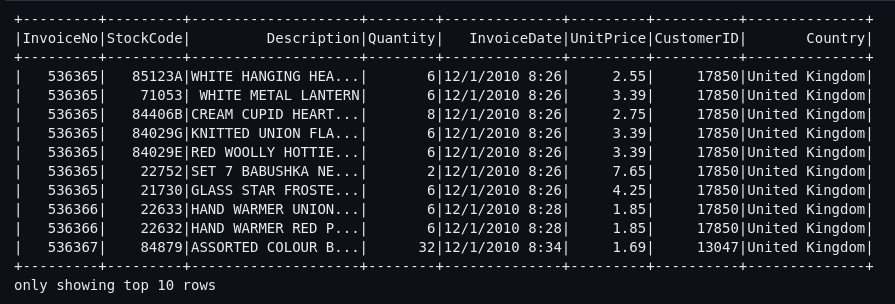 +---------+---------+--------------------+--------+--------------+---------+----------+--------------+
|InvoiceNo|StockCode|         Description|Quantity|   InvoiceDate|UnitPrice|CustomerID|       Country|
+---------+---------+--------------------+--------+--------------+---------+----------+--------------+
|   536365|   85123A|WHITE HANGING HEA...|       6|12/1/2010 8:26|     2.55|     17850|United Kingdom|
|   536365|    71053| WHITE METAL LANTERN|       6|12/1/2010 8:26|     3.39|     17850|United Kingdom|
|   536365|   84406B|CREAM CUPID HEART...|       8|12/1/2010 8:26|     2.75|     17850|United Kingdom|
|   536365|   84029G|KNITTED UNION FLA...|       6|12/1/2010 8:26|     3.39|     17850|United Kingdom|
|   536365|   84029E|RED WOOLLY HOTTIE...|       6|12/1/2010 8:26|     3.39|     17850|United Kingdom|
|   536365|    22752|SET 7 BABUSHKA NE...|       2|12/1/2010 8:26|     7.65|     17850|United Kingdom|
|   536365|    21730|GLASS STAR FROSTE...|       6|12/1/2010 8:26|     4.25|     17850|United Kingdom|
|   536366|    22633|HAND WARMER UNION...|       6|12/1/2010 8:28|     1.85|     17850|United Kingdom|
|   536366|    22632|HAND WARMER RED P...|       6|12/1/2010 8:28|     1.85|     17850|United Kingdom|
|   536367|    84879|ASSORTED COLOUR B...|      32|12/1/2010 8:34|     1.69|     13047|United Kingdom|
+---------+---------+--------------------+--------+--------------+---------+----------+--------------+
only showing top 10 rows